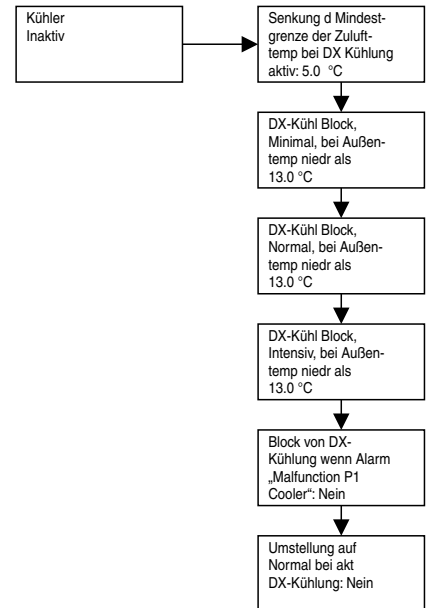 Kühler
Inaktiv
Senkung d Mindest-
grenze der Zuluft-
temp bei DX Kühlung
aktiv: 5.0 °C
DX-Kühl Block,
Minimal, bei Außen-
temp niedr als
13.0 °C
DX-Kühl Block,
Normal, bei Außen-
temp niedr als
13.0 °C
DX-Kühl Block,
Intensiv, bei Außen-
temp niedr als
13.0 °C
Block von DX-
Kühlung wenn Alarm
„Malfunction P1
Cooler“: Nein
Umstellung auf
Normal bei akt
DX-Kühlung: Nein